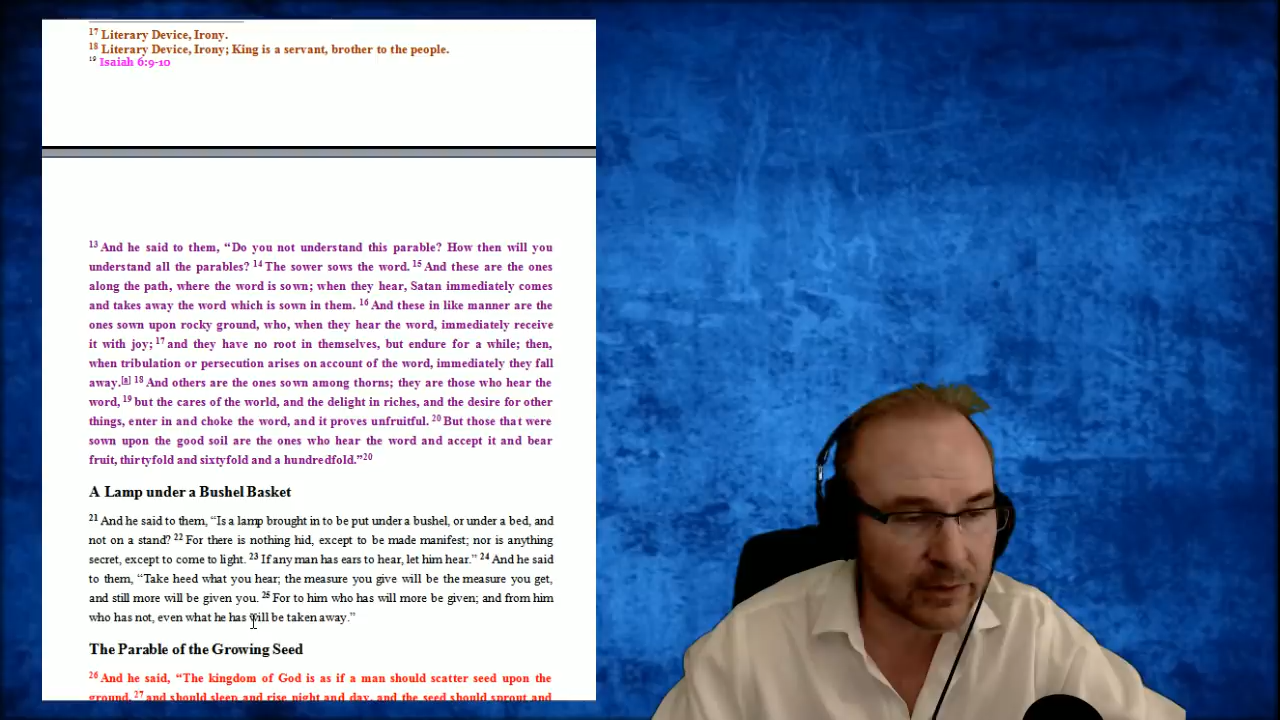 17 Literary Device, Irony.
18 Literary Device, Irony; King is a servant, brother to the people.
19 Isaiah 6:9-10
13 And he said to them, “Do you not understand this parable? How then will you
understand all the parables? 14 The sower sows the word. 15 And these are the ones
along the path, where the word is sown; when they hear, Satan immediately comes
and takes away the word which is sown in them. 16 And these in like manner are the
ones sown upon rocky ground, who, when they hear the word, immediately receive
it with joy; 17 and they have no root in themselves, but endure for a while; then,
when tribulation or persecution arises on account of the word, immediately they fall
away.[a] 18 And others are the ones sown among thorns; they are those who hear the
word, 19 but the cares of the world, and the delight in riches, and the desire for other
things, enter in and choke the word, and it proves unfruitful. 20 But those that were
sown upon the good soil are the ones who hear the word and accept it and bear
fruit, thirtyfold and sixtyfold and a hundredfold.”20
A Lamp under a Bushel Basket
21 And he said to them, “Is a lamp brought in to be put under a bushel, or under a bed, and
not on a stand? 22 For there is nothing hid, except to be made manifest; nor is anything
secret, except to come to light. 23 If any man has ears to hear, let him hear.” 24 And he said
to them, “Take heed what you hear; the measure you give will be the measure you get,
and still more will be given you. 25 For to him who has will more be given; and from him
who has not, even what he has will be taken away.”
The Parable of the Growing Seed
26 And he said, “The kingdom of God is as if a man should scatter seed upon the
ground, 27 and should sleep and rise night and day, and the seed should sprout and